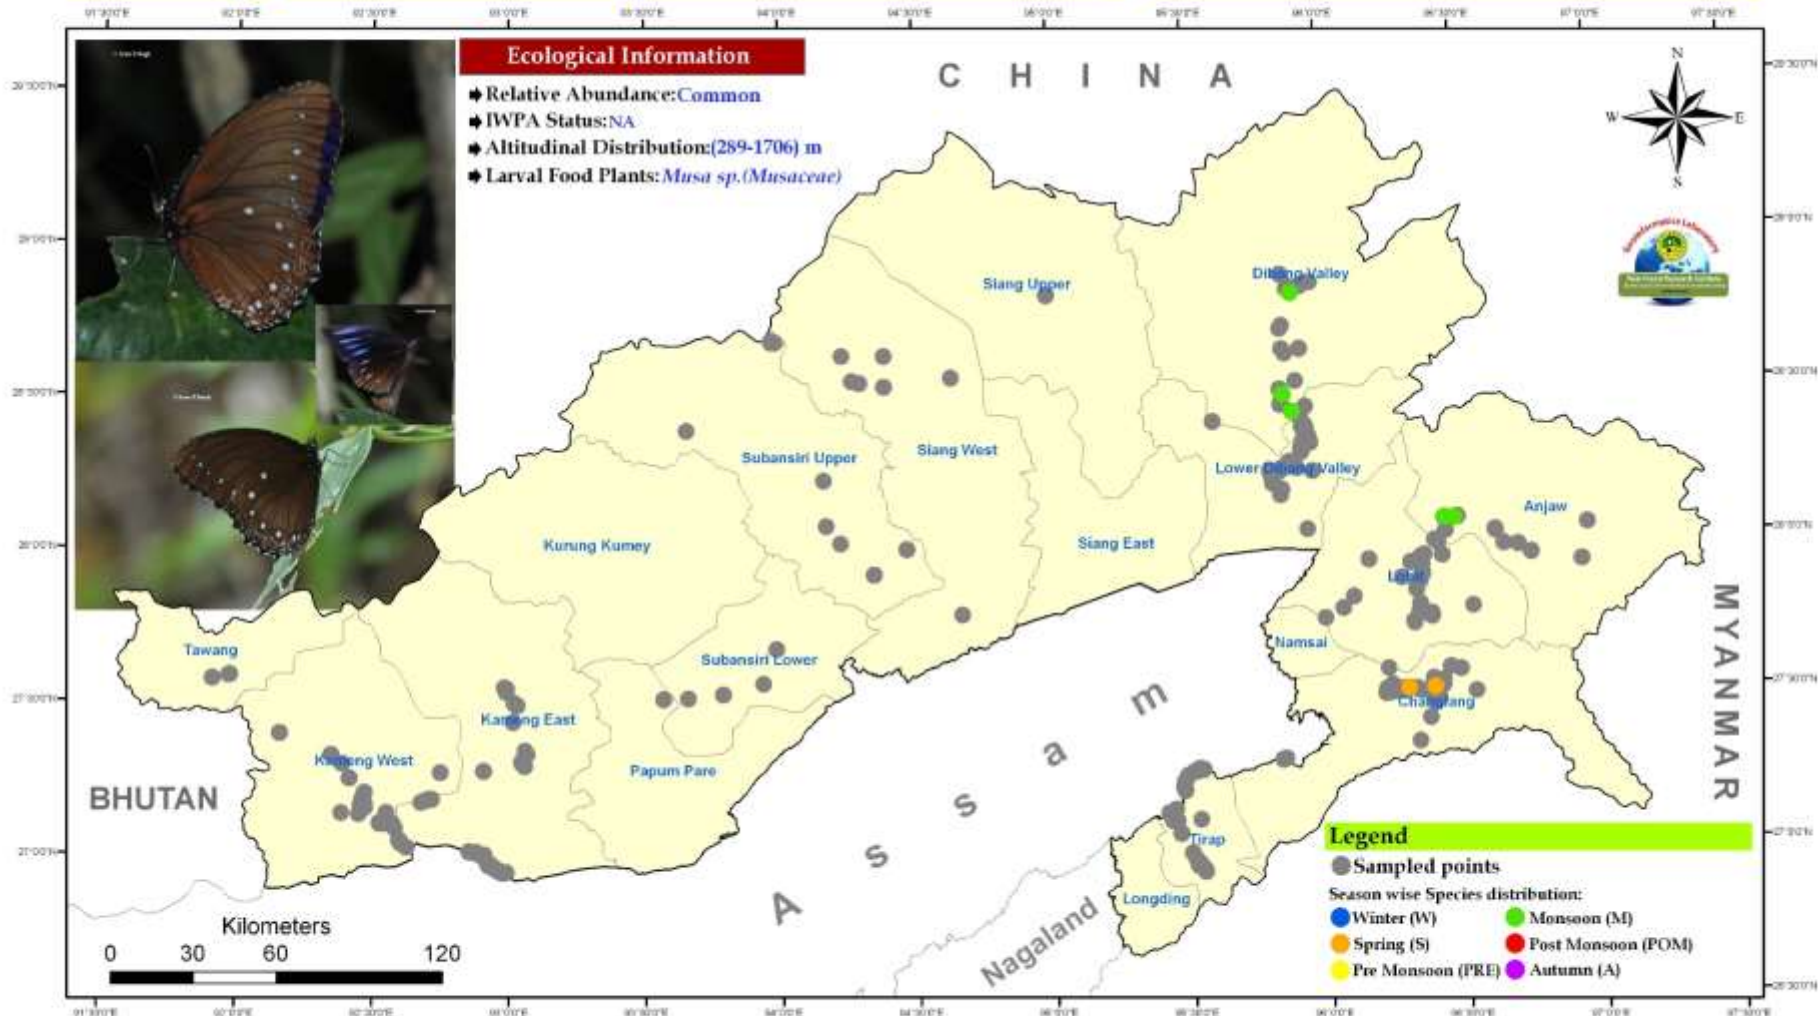 Ecological Information
Relative Abundance:Common
IWPA Status:NA
Altitudinal Distribution:(289-1706) m
Larval Food Plants:Musa sp.(Musaceae)
C H I N A
N
W E
S
Siang Upper
Dibang Valley
Subansiri Upper
Siang West
Lower Dibang Valley
Anjaw
Kurung Kumey
Siang East
Lohit
Tawang
Subansiri Lower
Namsai
Kameng East
Changlang
Kameng West
Papum Pare
BHUTAN
MYANMAR
Assam
Tirap
Longding
Nagaland
Kilometers
0 30 60 120
Legend
Sampled points
Season wise Species distribution:
Winter (W) Monsoon (M)
Spring (S) Post Monsoon (POM)
Pre Monsoon (PRE) Autumn (A)